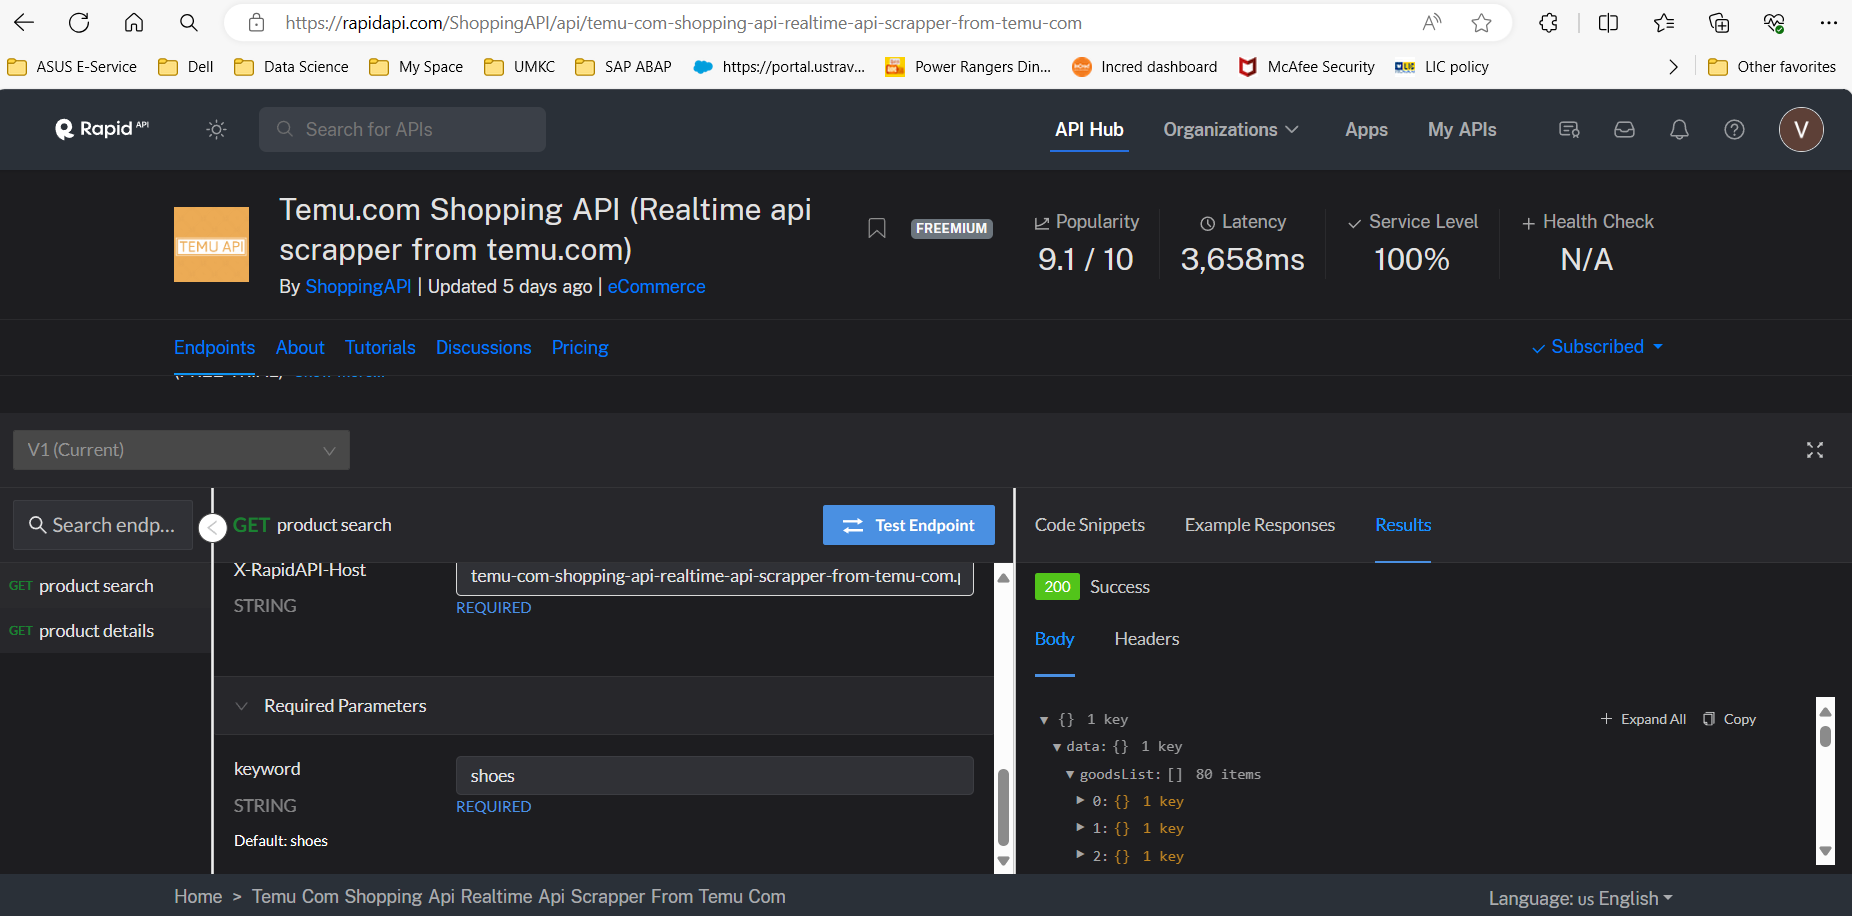 https://rapidapi.com/ShoppingAPI/api/temu-com-shopping-api-realtime-api-scrapper-from-temu-com
ASUS E-Service Dell Data Science My Space UMKC SAP ABAP https://portal.ustrav... Power Rangers Din... Incred dashboard McAfee Security LIC policy Other favorites
Rapid API Search for APIs API Hub Organizations Apps My APIs V
TEMU API
Temu.com Shopping API (Realtime api
scrapper from temu.com)
FREEMIUM
By ShoppingAPI | Updated 5 days ago | eCommerce
Popularity
9.1 / 10
Latency
3,658ms
Service Level
100%
Health Check
N/A
Endpoints About Tutorials Discussions Pricing Subscribed
V1 (Current)
Search endp...
GET product search
GET product details
GET product search Test Endpoint
X-RapidAPI-Host temu-com-shopping-api-realtime-api-scrapper-from-temu-com.
STRING REQUIRED
Required Parameters
keyword shoes
STRING REQUIRED
Default: shoes
Code Snippets Example Responses Results
200 Success
Body Headers
{} 1 key + Expand All Copy
data: {} 1 key
goodsList: [] 80 items
0: {} 1 key
1: {} 1 key
2: {} 1 key
Home > Temu Com Shopping Api Realtime Api Scrapper From Temu Com
Language: US English